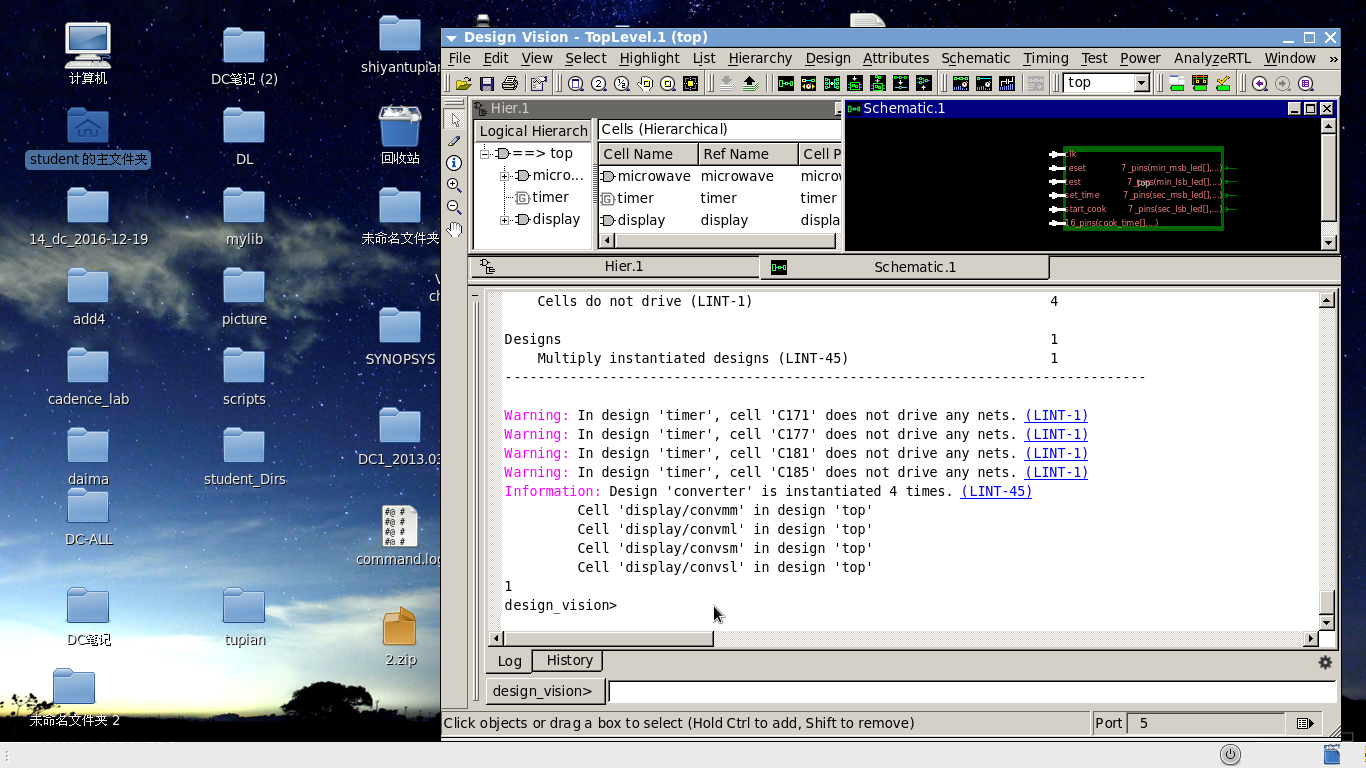 计算机
DC笔记 (2)
student 的主文件夹
DL
回收站
14_dc_2016-12-19
mylib
未命名文件夹
add4
picture
SYNOPSYS
cadence_lab
scripts
daima
student_Dirs
DC-ALL
DC笔记
tupian
2.zip
未命名文件夹 2
Design Vision - TopLevel.1 (top)
File Edit View Select Highlight List Hierarchy Design Attributes Schematic Timing Test Power AnalyzeRTL Window »
top
Hier.1
Logical Hierarch
==> top
micro...
timer
display
Cells (Hierarchical)
Cell Name Ref Name Cell P
microwave microwave micro
timer timer timer
display display displa
Schematic.1
clk
reset 7_pins(min_msb_led[],...)
test 7_pins(min_lsb_led[],...)
top
set_time 7_pins(sec_msb_led[],...)
start_cook 7_pins(sec_lsb_led[],...)
16_pins(cook_time[],...)
Hier.1
Schematic.1
Cells do not drive (LINT-1) 4
Designs 1
Multiply instantiated designs (LINT-45) 1
--------------------------------------------------------------------------------
Warning: In design 'timer', cell 'C171' does not drive any nets. (LINT-1)
Warning: In design 'timer', cell 'C177' does not drive any nets. (LINT-1)
Warning: In design 'timer', cell 'C181' does not drive any nets. (LINT-1)
Warning: In design 'timer', cell 'C185' does not drive any nets. (LINT-1)
Information: Design 'converter' is instantiated 4 times. (LINT-45)
Cell 'display/convmm' in design 'top'
Cell 'display/convml' in design 'top'
Cell 'display/convsm' in design 'top'
Cell 'display/convsl' in design 'top'
1
design_vision>
Log
History
design_vision>
Click objects or drag a box to select (Hold Ctrl to add, Shift to remove)
Port 5